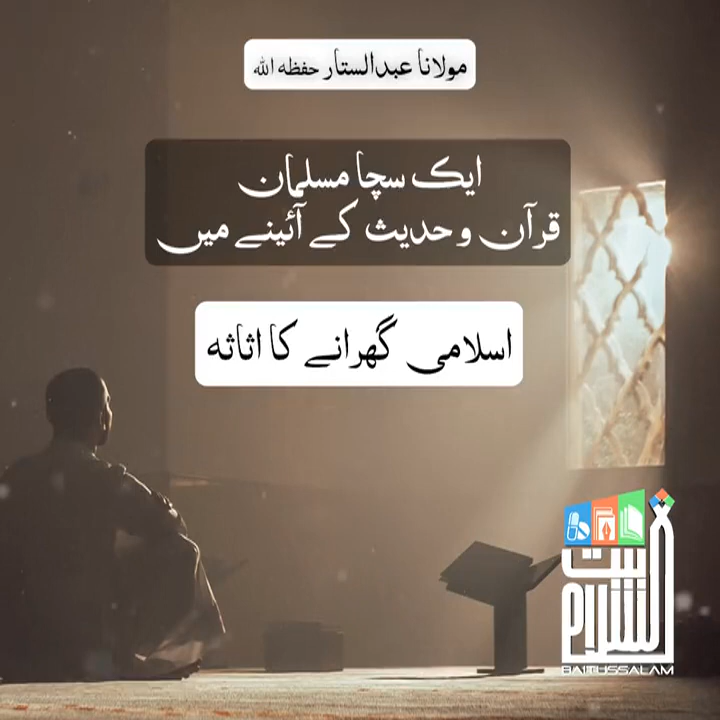 مولانا عبدالستار حفظہ اللہ
ایک سچا مسلمان
قرآن و حدیث کے آئینے میں
اسلامی گھرانے کا اثاثہ
بیت السلام
BAITUSSALAM